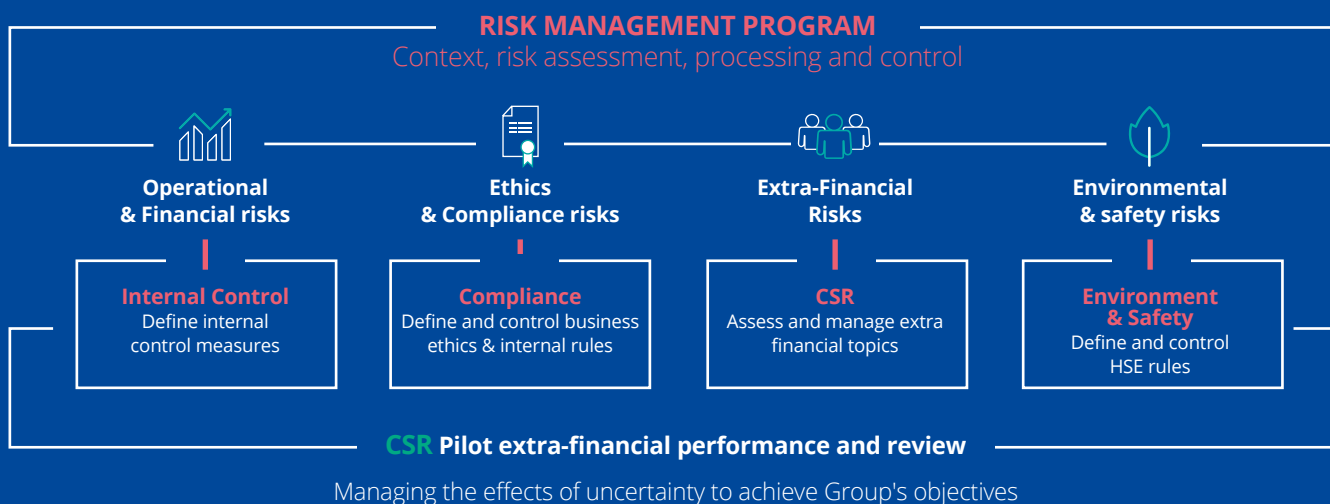 RISK MANAGEMENT PROGRAM
Context, risk assessment, processing and control
Operational
& Financial risks
Ethics
& Compliance risks
Extra-Financial
Risks
Environmental
& safety risks
Internal Control
Define internal
control measures
Compliance
Define and control business
ethics & internal rules
CSR
Assess and manage extra
financial topics
Environment
& Safety
Define and control
HSE rules
CSR Pilot extra-financial performance and review
Managing the effects of uncertainty to achieve Group's objectives